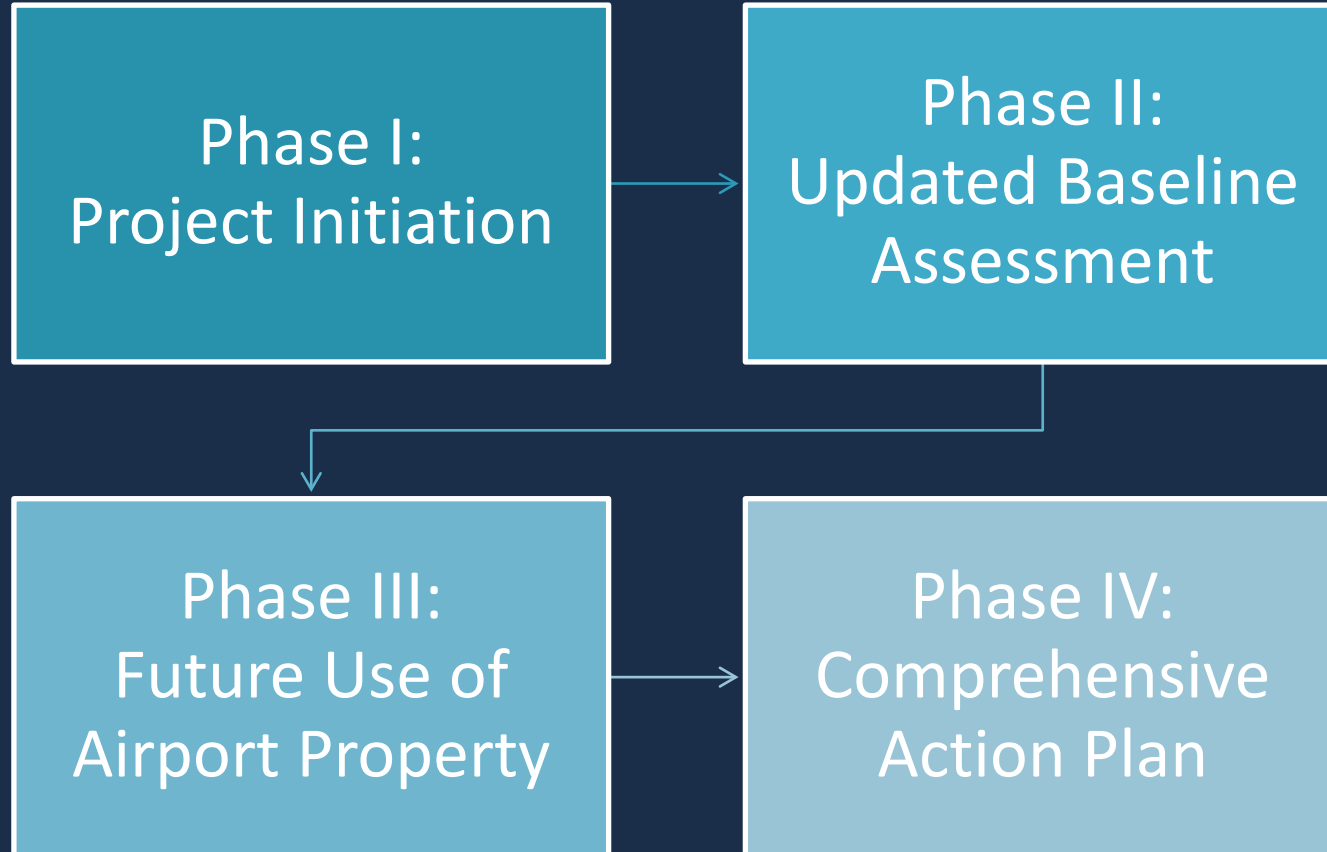 Phase I:
Project Initiation
Phase II:
Updated Baseline
Assessment
Phase III:
Future Use of
Airport Property
Phase IV:
Comprehensive
Action Plan